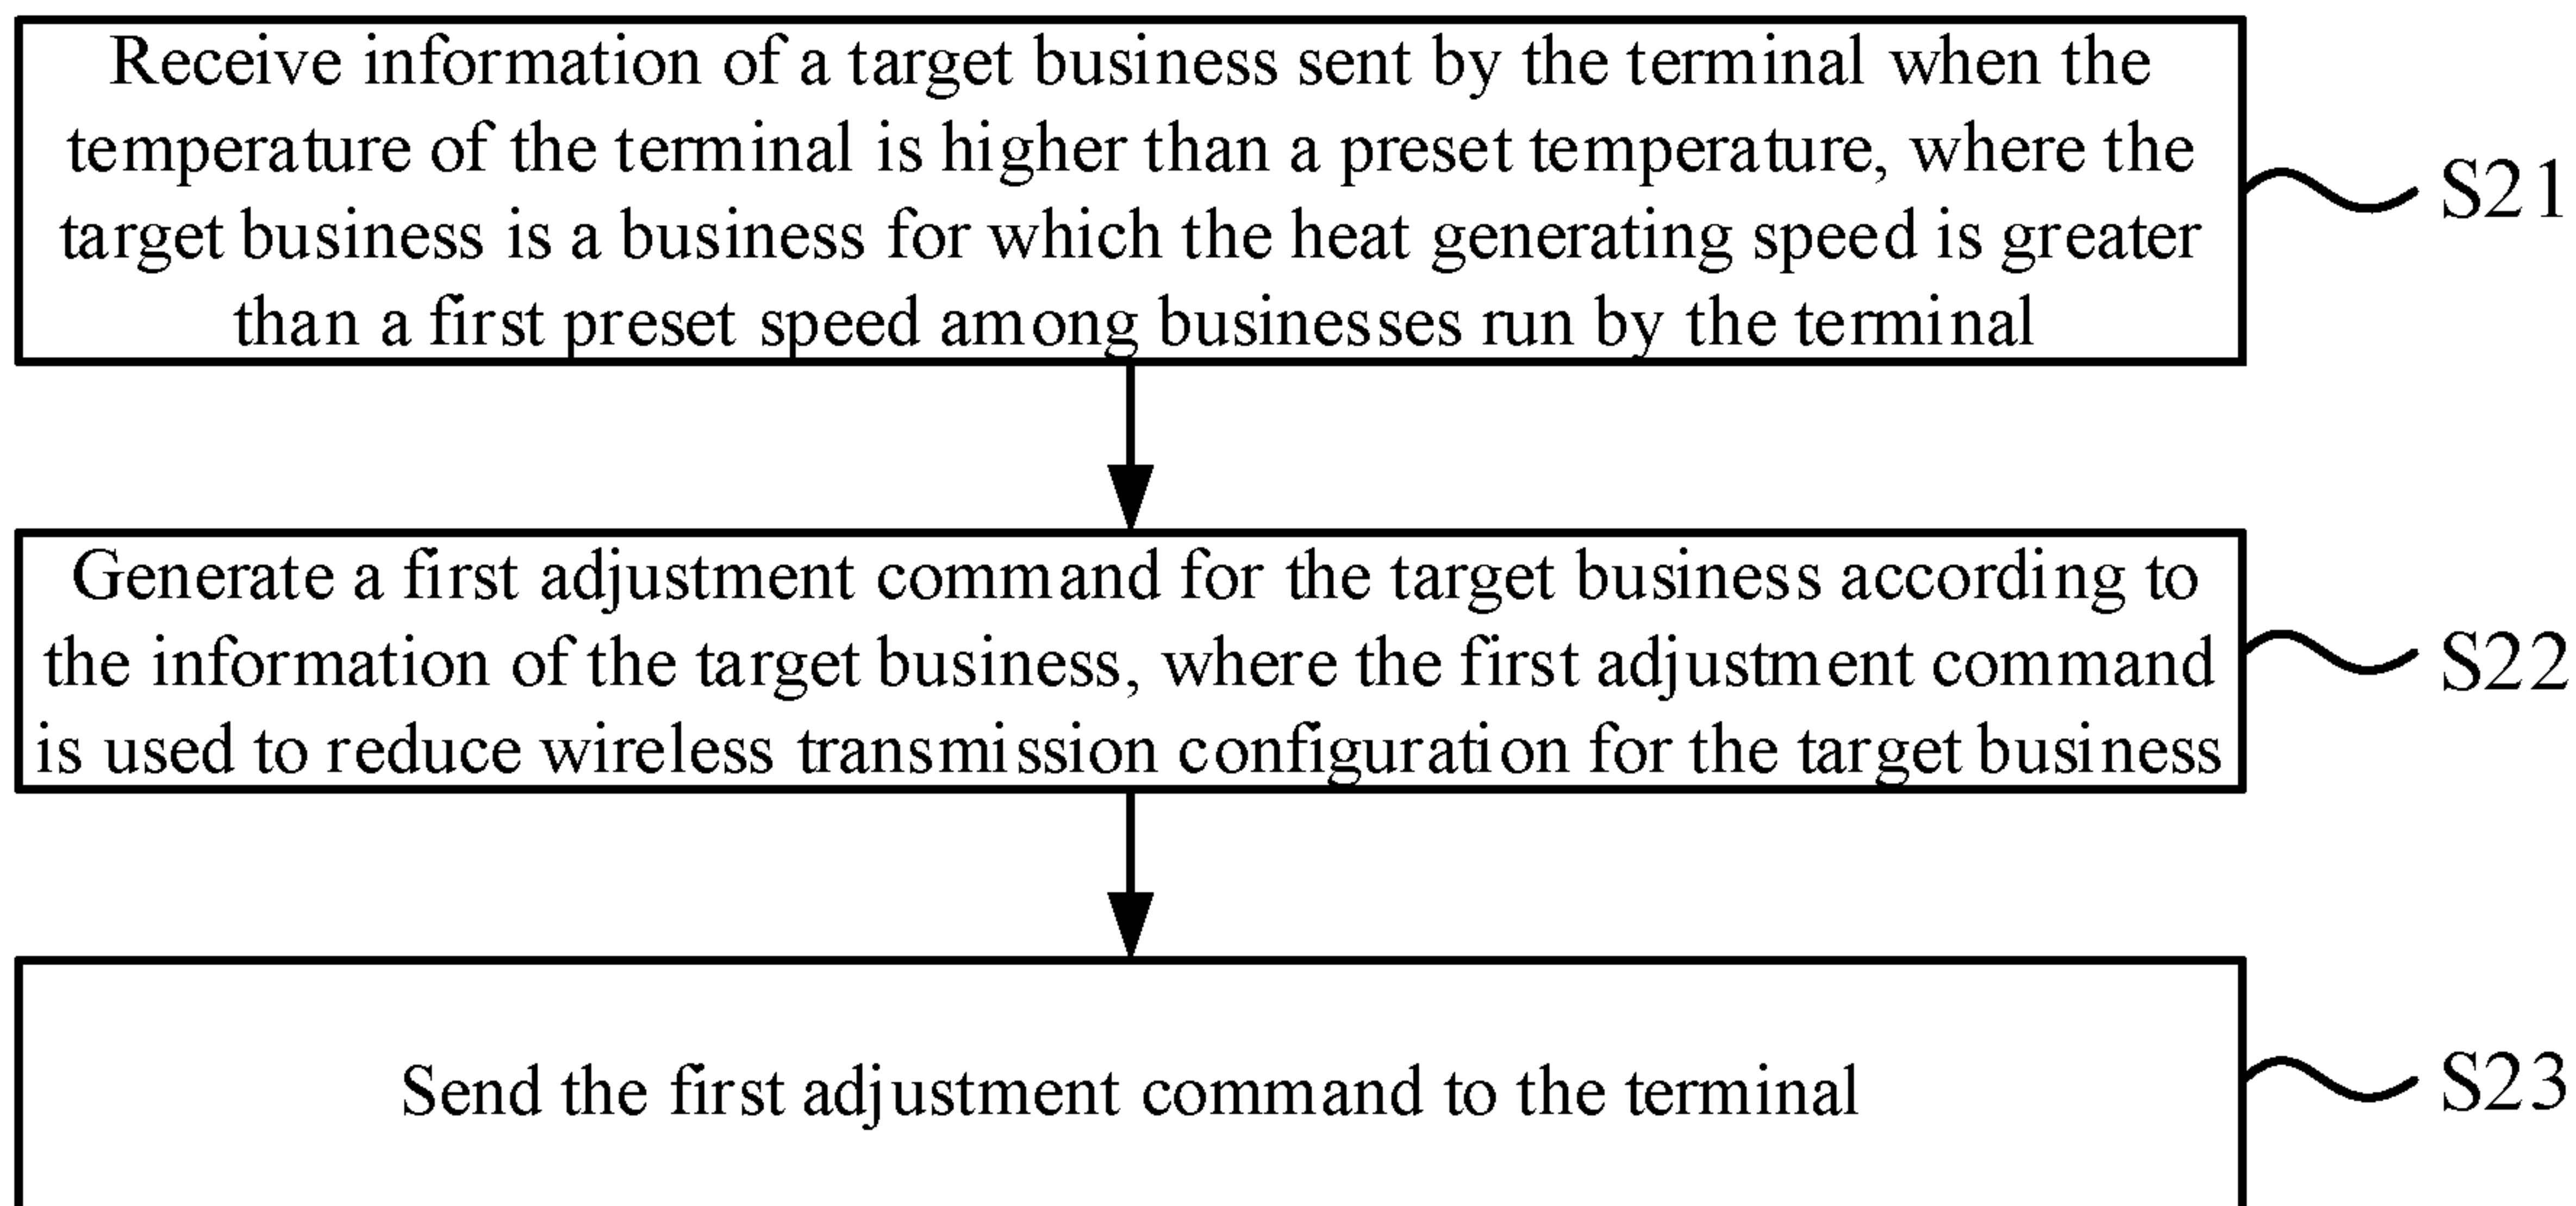 Receive information of a target business sent by the terminal when the
temperature of the terminal is higher than a preset temperature, where the
target business is a business for which the heat generating speed is greater
than a first preset speed among businesses run by the terminal
S21
Generate a first adjustment command for the target business according to
the information of the target business, where the first adjustment command
is used to reduce wireless transmission configuration for the target business
S22
Send the first adjustment command to the terminal
S23